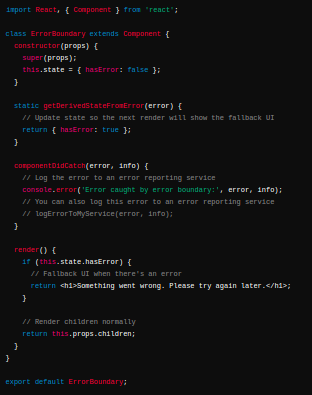 import React, { Component } from 'react';
class ErrorBoundary extends Component {
constructor(props) {
super(props);
this.state = { hasError: false };
}
static getDerivedStateFromError(error) {
// Update state so the next render will show the fallback UI
return { hasError: true };
}
componentDidCatch(error, info) {
// Log the error to an error reporting service
console.error('Error caught by error boundary:', error, info);
// You can also log this error to an error reporting service
// logErrorToMyService(error, info);
}
render() {
if (this.state.hasError) {
// Fallback UI when there's an error
return <h1>Something went wrong. Please try again later.</h1>;
}
// Render children normally
return this.props.children;
}
}
export default ErrorBoundary;